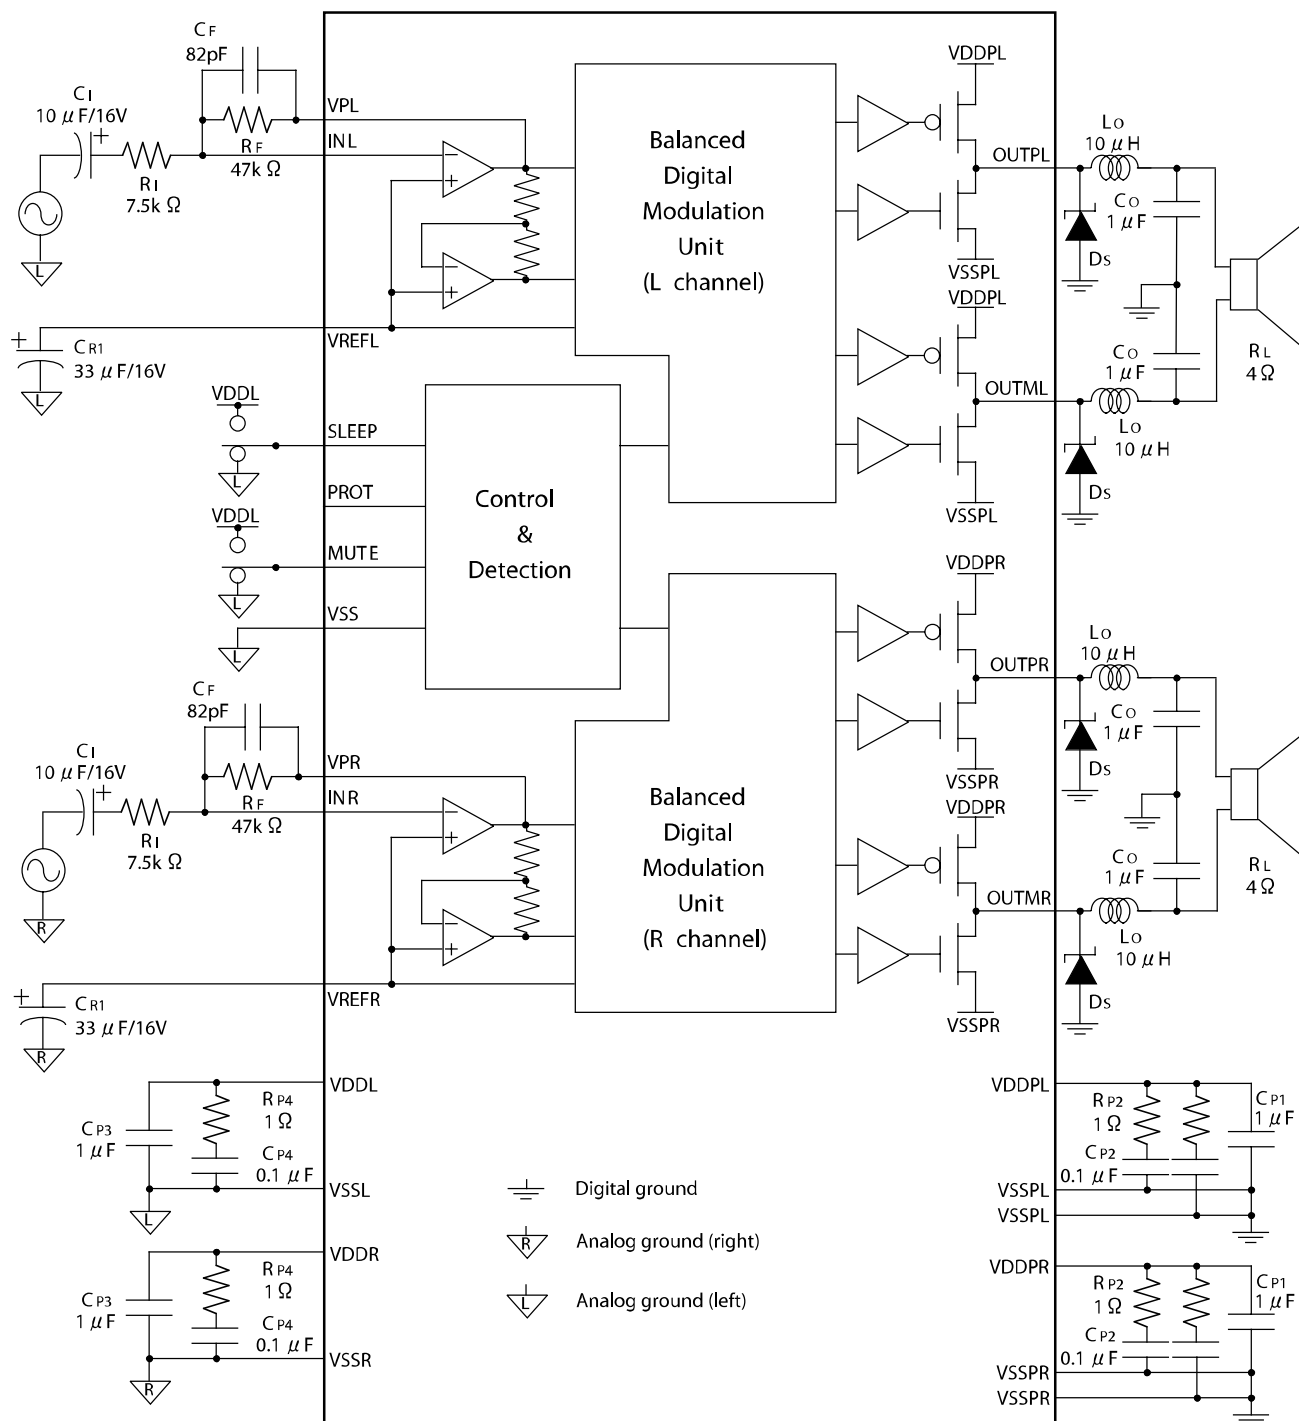 CF
82pF
CI
10 μF/16V
+
RI
7.5k Ω
RF
47k Ω
VPL
INL
−
+
−
+
L
+
CR1
33 μF/16V
L
VREFL
Balanced
Digital
Modulation
Unit
(L channel)
VDDPL
OUTPL
VSSPL
VDDPL
OUTML
VSSPL
LO
10 μH
CO
1 μF
DS
CO
1 μF
RL
4Ω
LO
10 μH
DS
VDDL
SLEEP
L
PROT
VDDL
MUTE
L
VSS
L
Control
&
Detection
CF
82pF
CI
10 μF/16V
+
RI
7.5k Ω
RF
47k Ω
VPR
INR
−
+
−
+
R
+
CR1
33 μF/16V
R
VREFR
Balanced
Digital
Modulation
Unit
(R channel)
VDDPR
OUTPR
VSSPR
VDDPR
OUTMR
VSSPR
LO
10 μH
CO
1 μF
DS
CO
1 μF
RL
4Ω
LO
10 μH
DS
VDDL
RP4
1 Ω
CP3
1 μF
CP4
0.1 μF
VSSL
L
VDDR
RP4
1Ω
CP3
1 μF
CP4
0.1 μF
VSSR
R
Digital ground
R
Analog ground (right)
L
Analog ground (left)
VDDPL
RP2
1Ω
CP1
1 μF
CP2
0.1 μF
VSSPL
VSSPL
VDDPR
RP2
1Ω
CP1
1 μF
CP2
0.1 μF
VSSPR
VSSPR